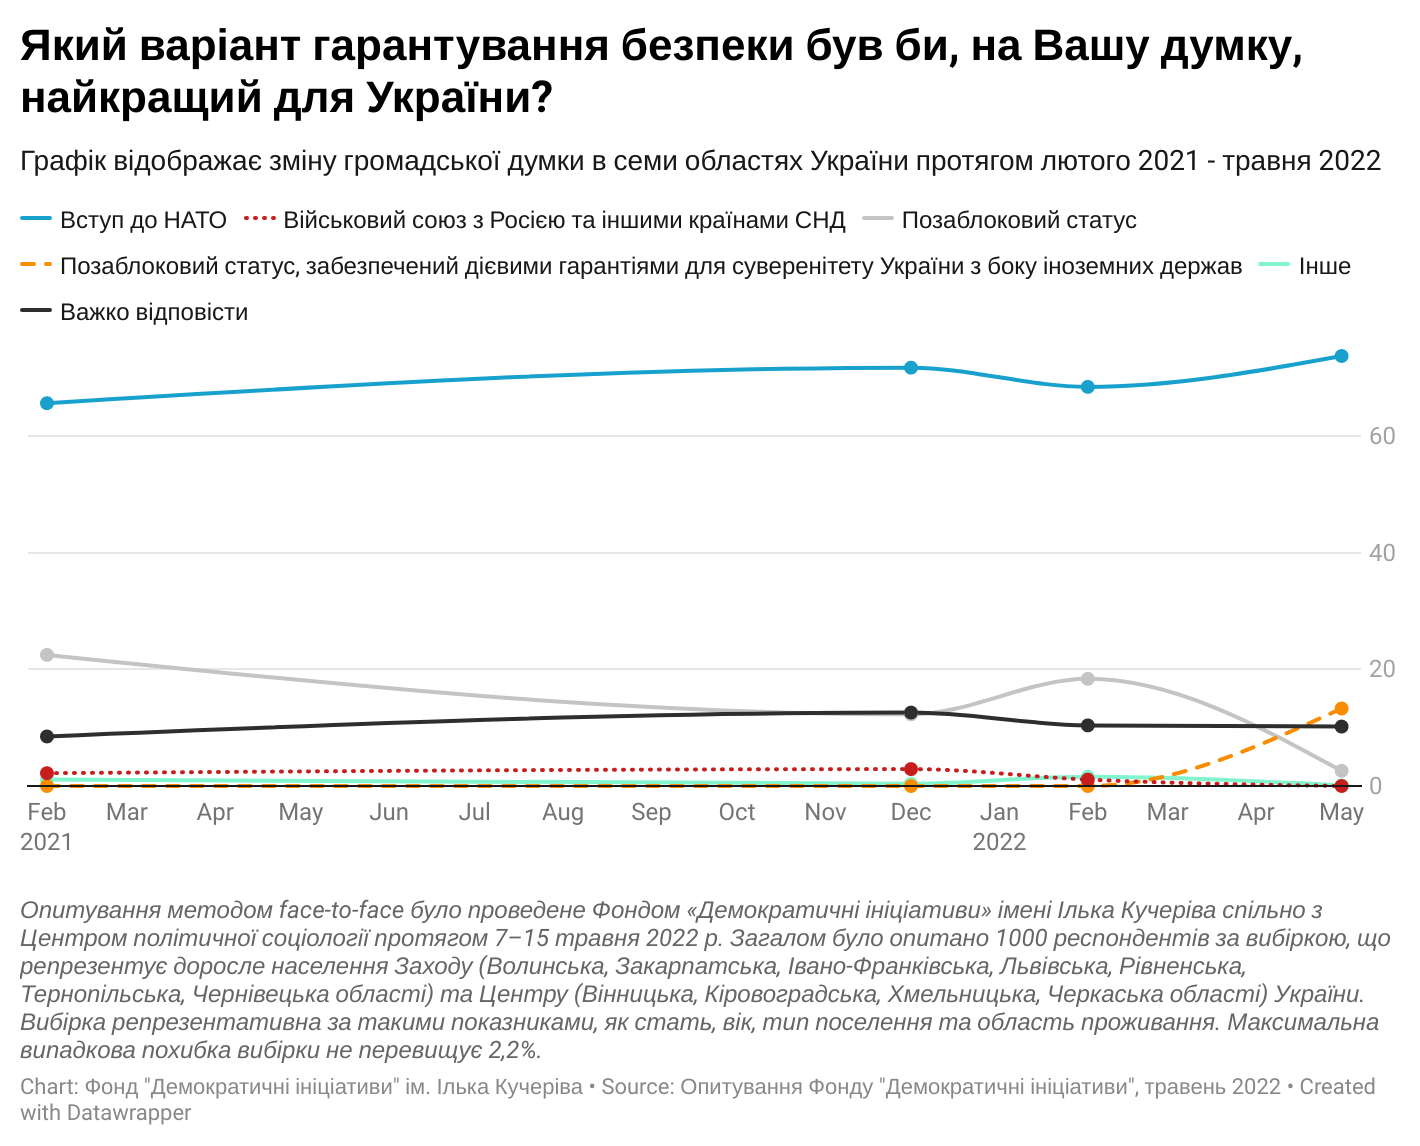 Який варіант гарантування безпеки був би, на Вашу думку,
найкращий для України?
Графік відображає зміну громадської думки в семи областях України протягом лютого 2021 - травня 2022
Вступ до НАТО Військовий союз з Росією та іншими країнами СНД Позаблоковий статус
Позаблоковий статус, забезпечений дієвими гарантіями для суверенітету України з боку іноземних держав Інше
Важко відповісти
60
40
20
0
Feb Mar Apr May Jun Jul Aug Sep Oct Nov Dec Jan Feb Mar Apr May
2021 2022
Опитування методом face-to-face було проведене Фондом «Демократичні ініціативи» імені Ілька Кучеріва спільно з
Центром політичної соціології протягом 7–15 травня 2022 р. Загалом було опитано 1000 респондентів за вибіркою, що
репрезентує доросле населення Заходу (Волинська, Закарпатська, Івано-Франківська, Львівська, Рівненська,
Тернопільська, Чернівецька області) та Центру (Вінницька, Кіровоградська, Хмельницька, Черкаська області) України.
Вибірка репрезентативна за такими показниками, як стать, вік, тип поселення та область проживання. Максимальна
випадкова похибка вибірки не перевищує 2,2%.
Chart: Фонд "Демократичні ініціативи" ім. Ілька Кучеріва • Source: Опитування Фонду "Демократичні ініціативи", травень 2022 • Created
with Datawrapper